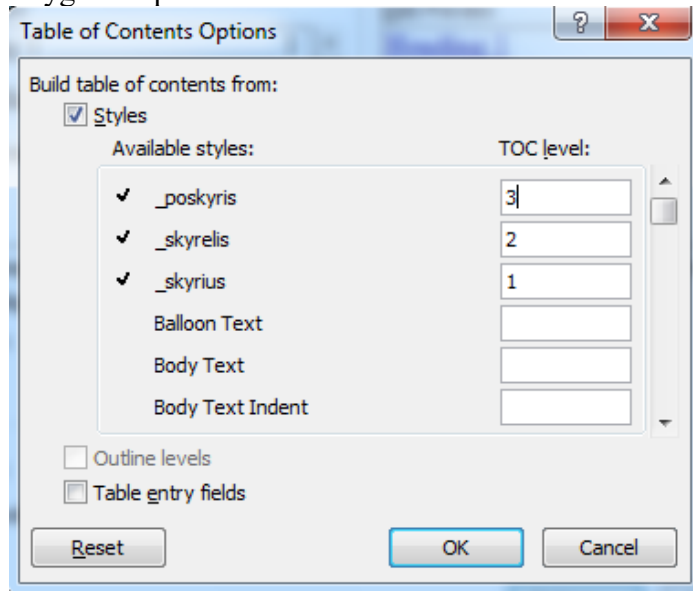 Table of Contents Options
Build table of contents from:
Styles
Available styles: TOC level:
_poskyris 3
_skyrelis 2
_skyrius 1
Balloon Text
Body Text
Body Text Indent
Outline levels
Table entry fields
Reset OK Cancel